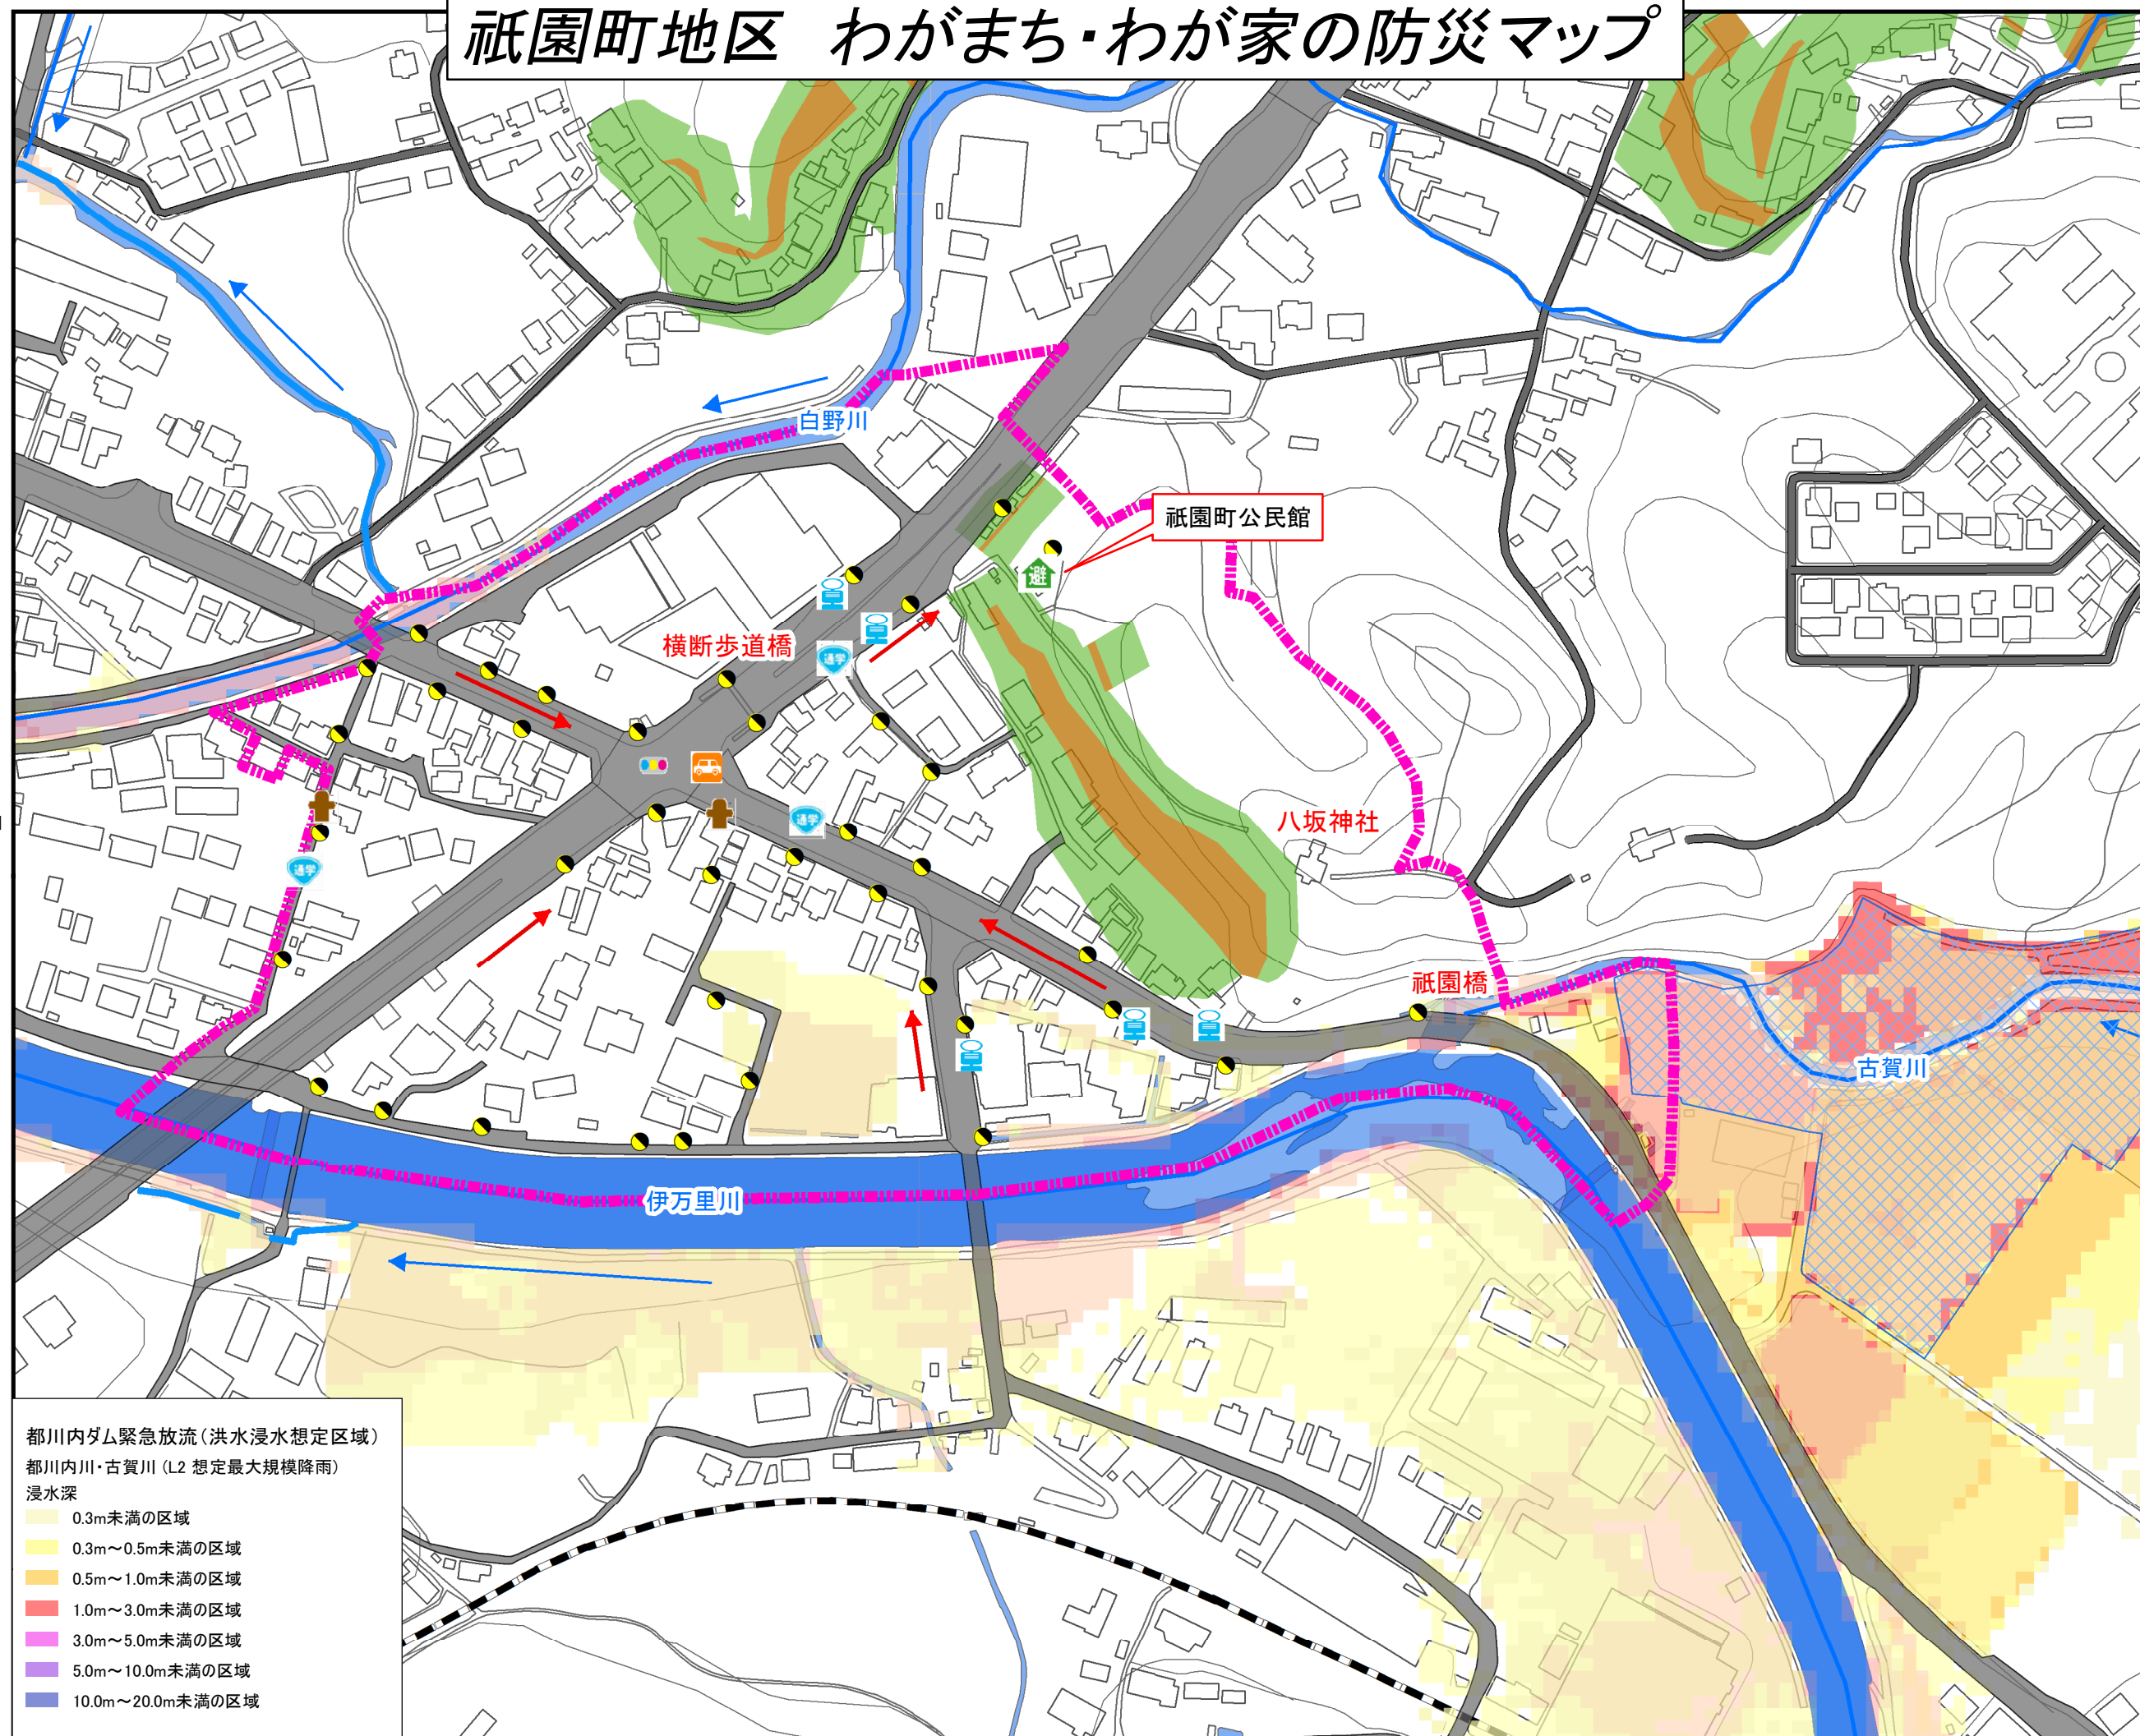 祇園町地区　わがまち・わが家の防災マップ
白野川
祇園町公民館
避
横断歩道橋
通学
通学
八坂神社
通学
祇園橋
古賀川
伊万里川
都川内ダム緊急放流（洪水浸水想定区域）
都川内川・古賀川（L2 想定最大規模降雨）
浸水深
0.3m未満の区域
0.3m～0.5m未満の区域
0.5m～1.0m未満の区域
1.0m～3.0m未満の区域
3.0m～5.0m未満の区域
5.0m～10.0m未満の区域
10.0m～20.0m未満の区域